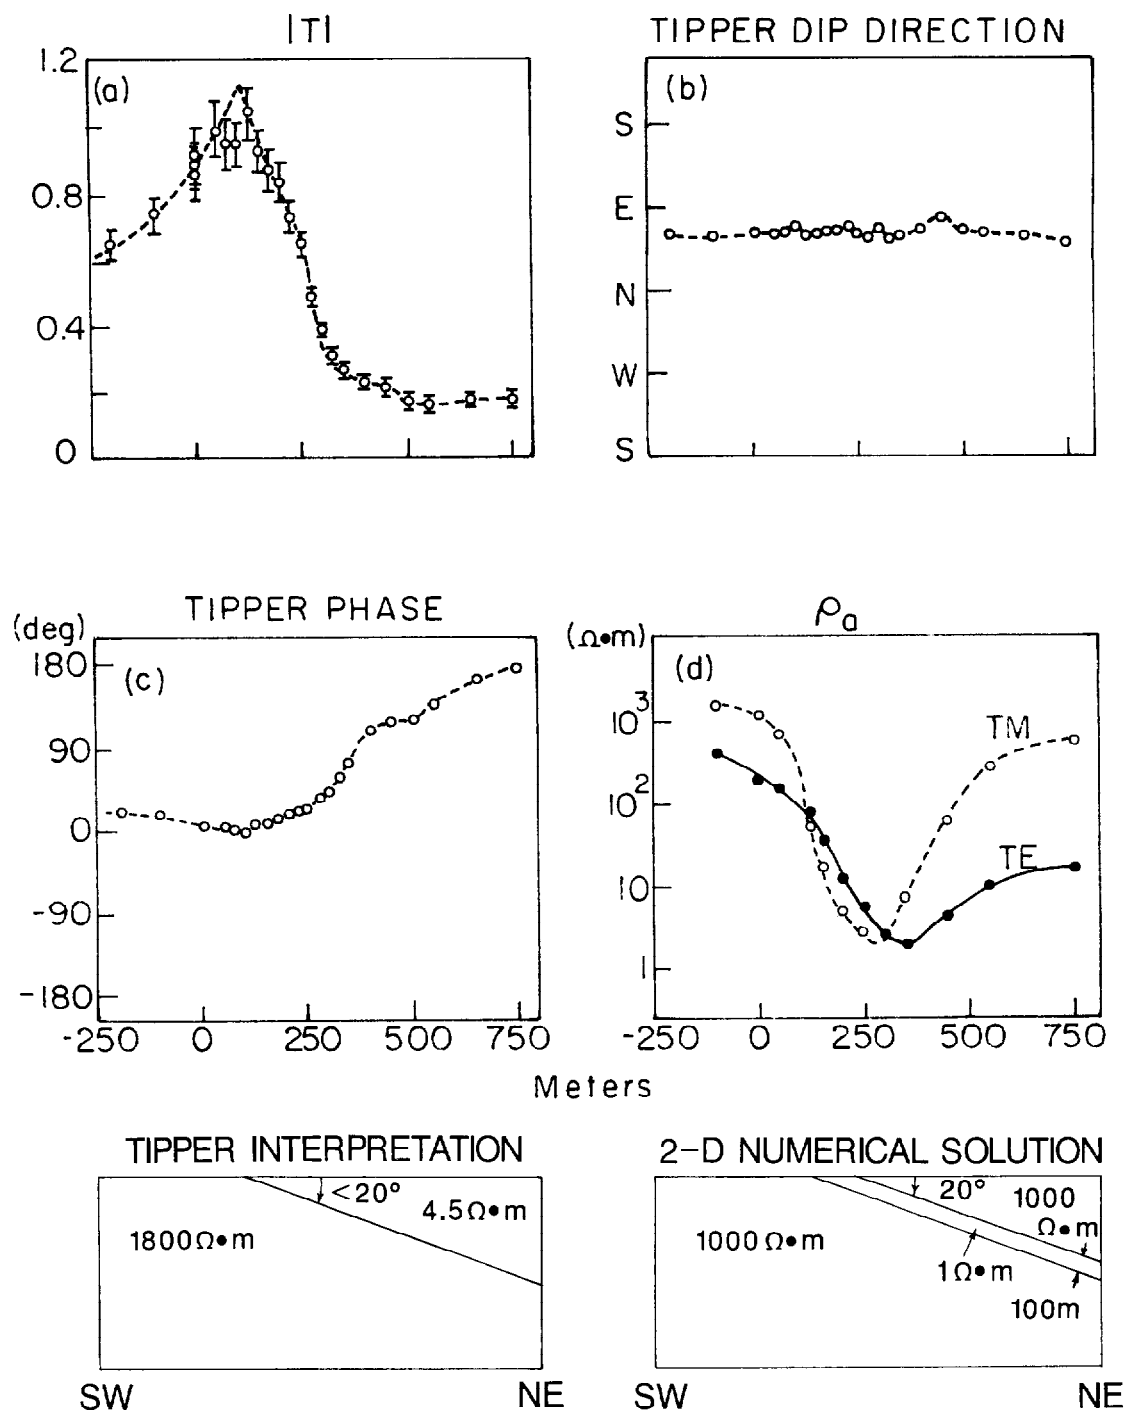 |T|
1.2
(a)
0.8
0.4
0
TIPPER DIP DIRECTION
(b)
S
E
N
W
S
TIPPER PHASE
(deg)
180
(c)
90
0
-90
-180
-250 0 250 500 750
ρa
(Ω•m)
(d)
10³
TM
10²
TE
10
1
-250 0 250 500 750
Meters
TIPPER INTERPRETATION
<20°
4.5Ω•m
1800Ω•m
SW NE
2-D NUMERICAL SOLUTION
20°
1000
Ω•m
1000Ω•m
1Ω•m
100m
SW NE